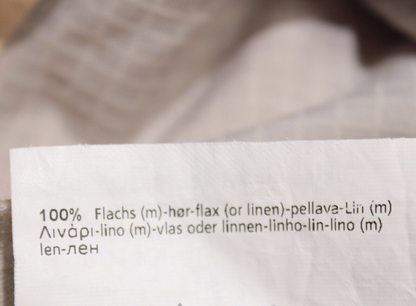 100% Flachs (m)-hør-flax (or linen)-pellava-Lin (m)
Λινάρι-lino (m)-vlas oder linnen-linho-lin-lino (m)
len-лен